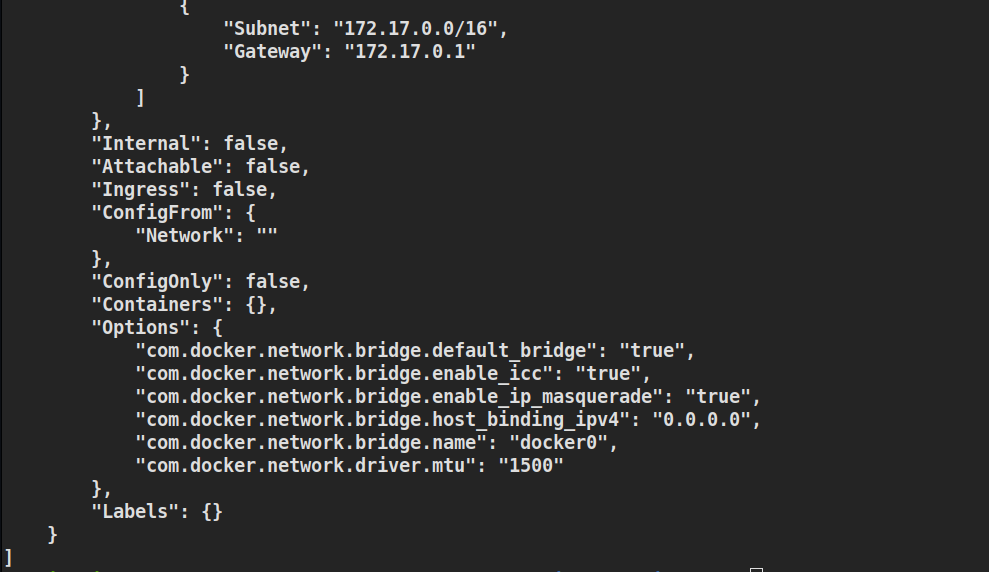 {
"Subnet": "172.17.0.0/16",
"Gateway": "172.17.0.1"
}
]
},
"Internal": false,
"Attachable": false,
"Ingress": false,
"ConfigFrom": {
"Network": ""
},
"ConfigOnly": false,
"Containers": {},
"Options": {
"com.docker.network.bridge.default_bridge": "true",
"com.docker.network.bridge.enable_icc": "true",
"com.docker.network.bridge.enable_ip_masquerade": "true",
"com.docker.network.bridge.host_binding_ipv4": "0.0.0.0",
"com.docker.network.bridge.name": "docker0",
"com.docker.network.driver.mtu": "1500"
},
"Labels": {}
}
]